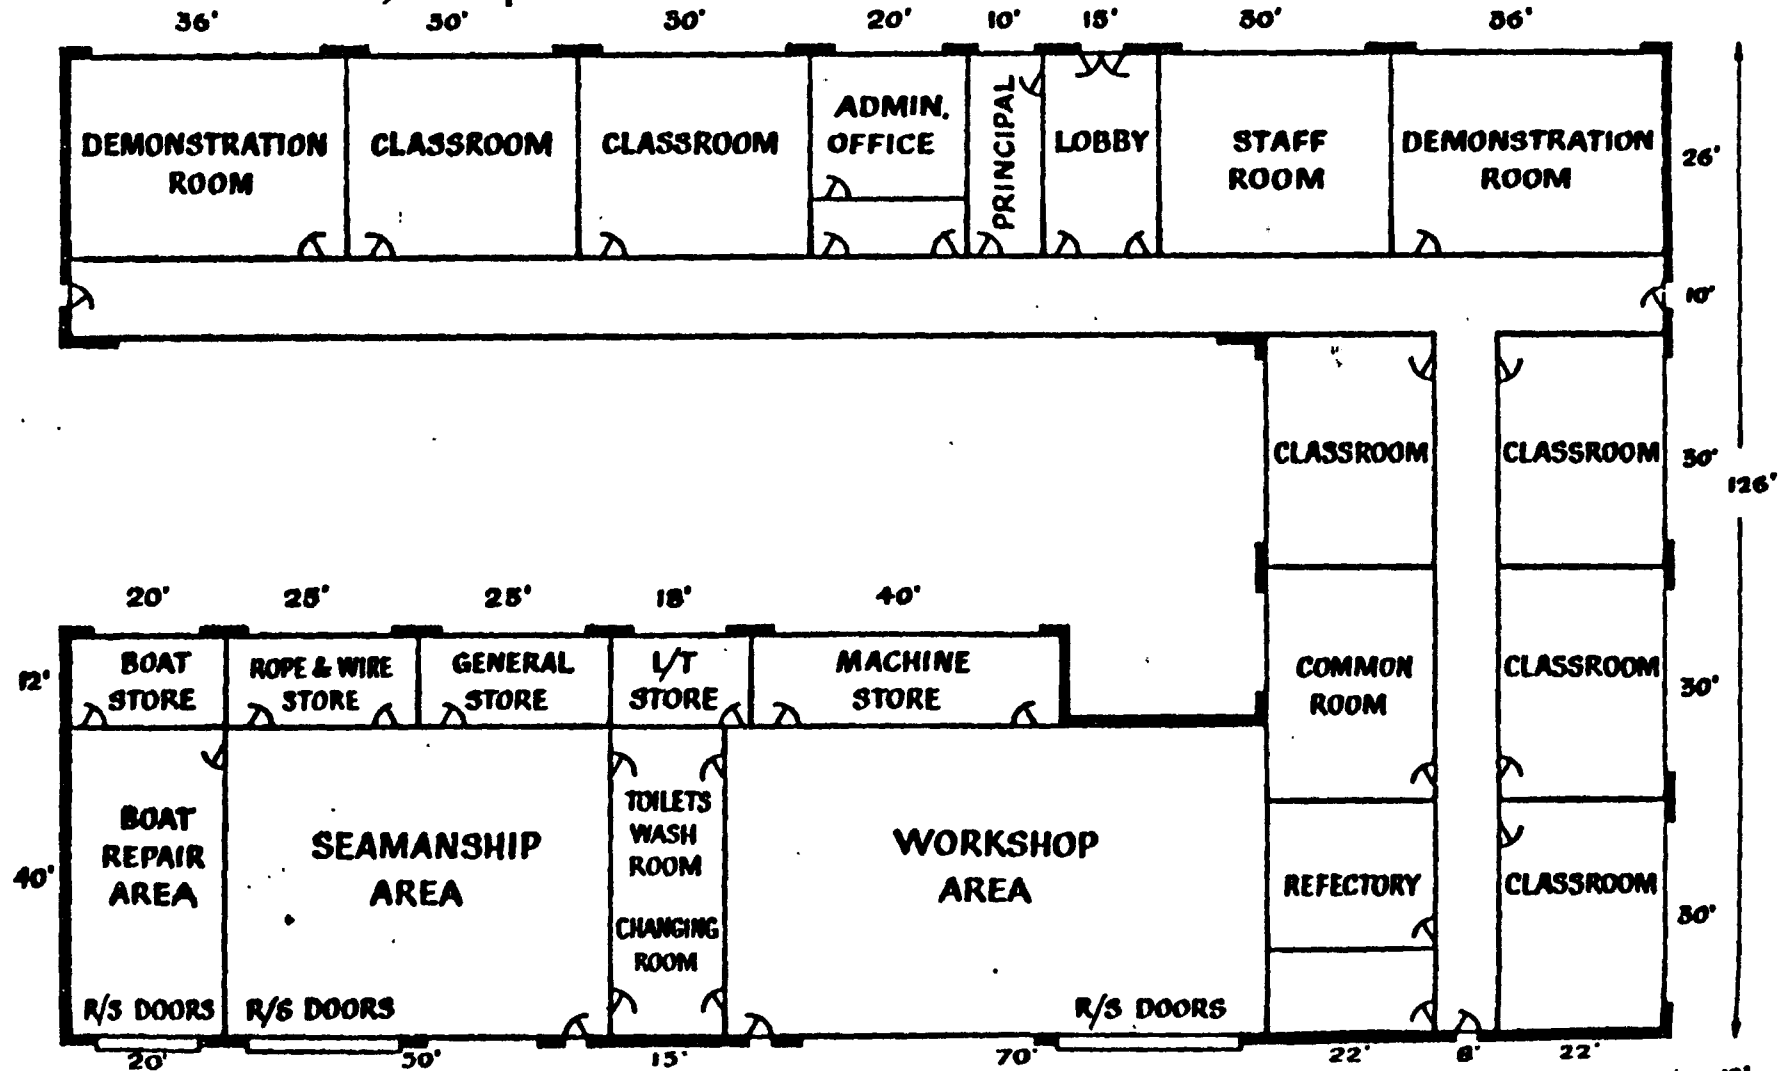 36' 30' 30' 20' 10' 15' 30' 36'
DEMONSTRATION
ROOM
CLASSROOM
CLASSROOM
ADMIN.
OFFICE
PRINCIPAL
LOBBY
STAFF
ROOM
DEMONSTRATION
ROOM
26'
10'
CLASSROOM
CLASSROOM
30'
126'
20' 25' 25' 18' 40'
12'
BOAT
STORE
ROPE & WIRE
STORE
GENERAL
STORE
L/T
STORE
MACHINE
STORE
COMMON
ROOM
CLASSROOM
30'
40'
BOAT
REPAIR
AREA
SEAMANSHIP
AREA
TOILETS
WASH
ROOM
CHANGING
ROOM
WORKSHOP
AREA
REFECTORY
CLASSROOM
30'
R/S DOORS
R/S DOORS
R/S DOORS
20' 50' 15' 70' 22' 8' 22'